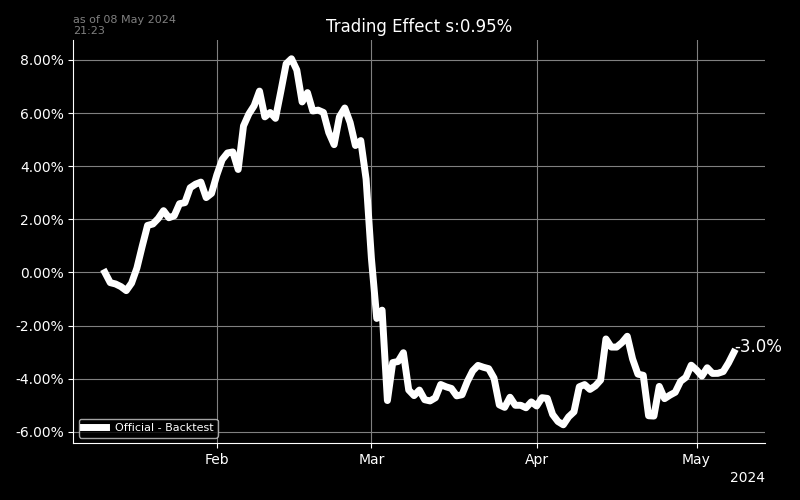 as of 08 May 2024
21:23
Trading Effect s:0.95%
8.00%
6.00%
4.00%
2.00%
0.00%
-2.00%
-4.00%
-6.00%
-3.0%
Official - Backtest
Feb
Mar
Apr
May
2024